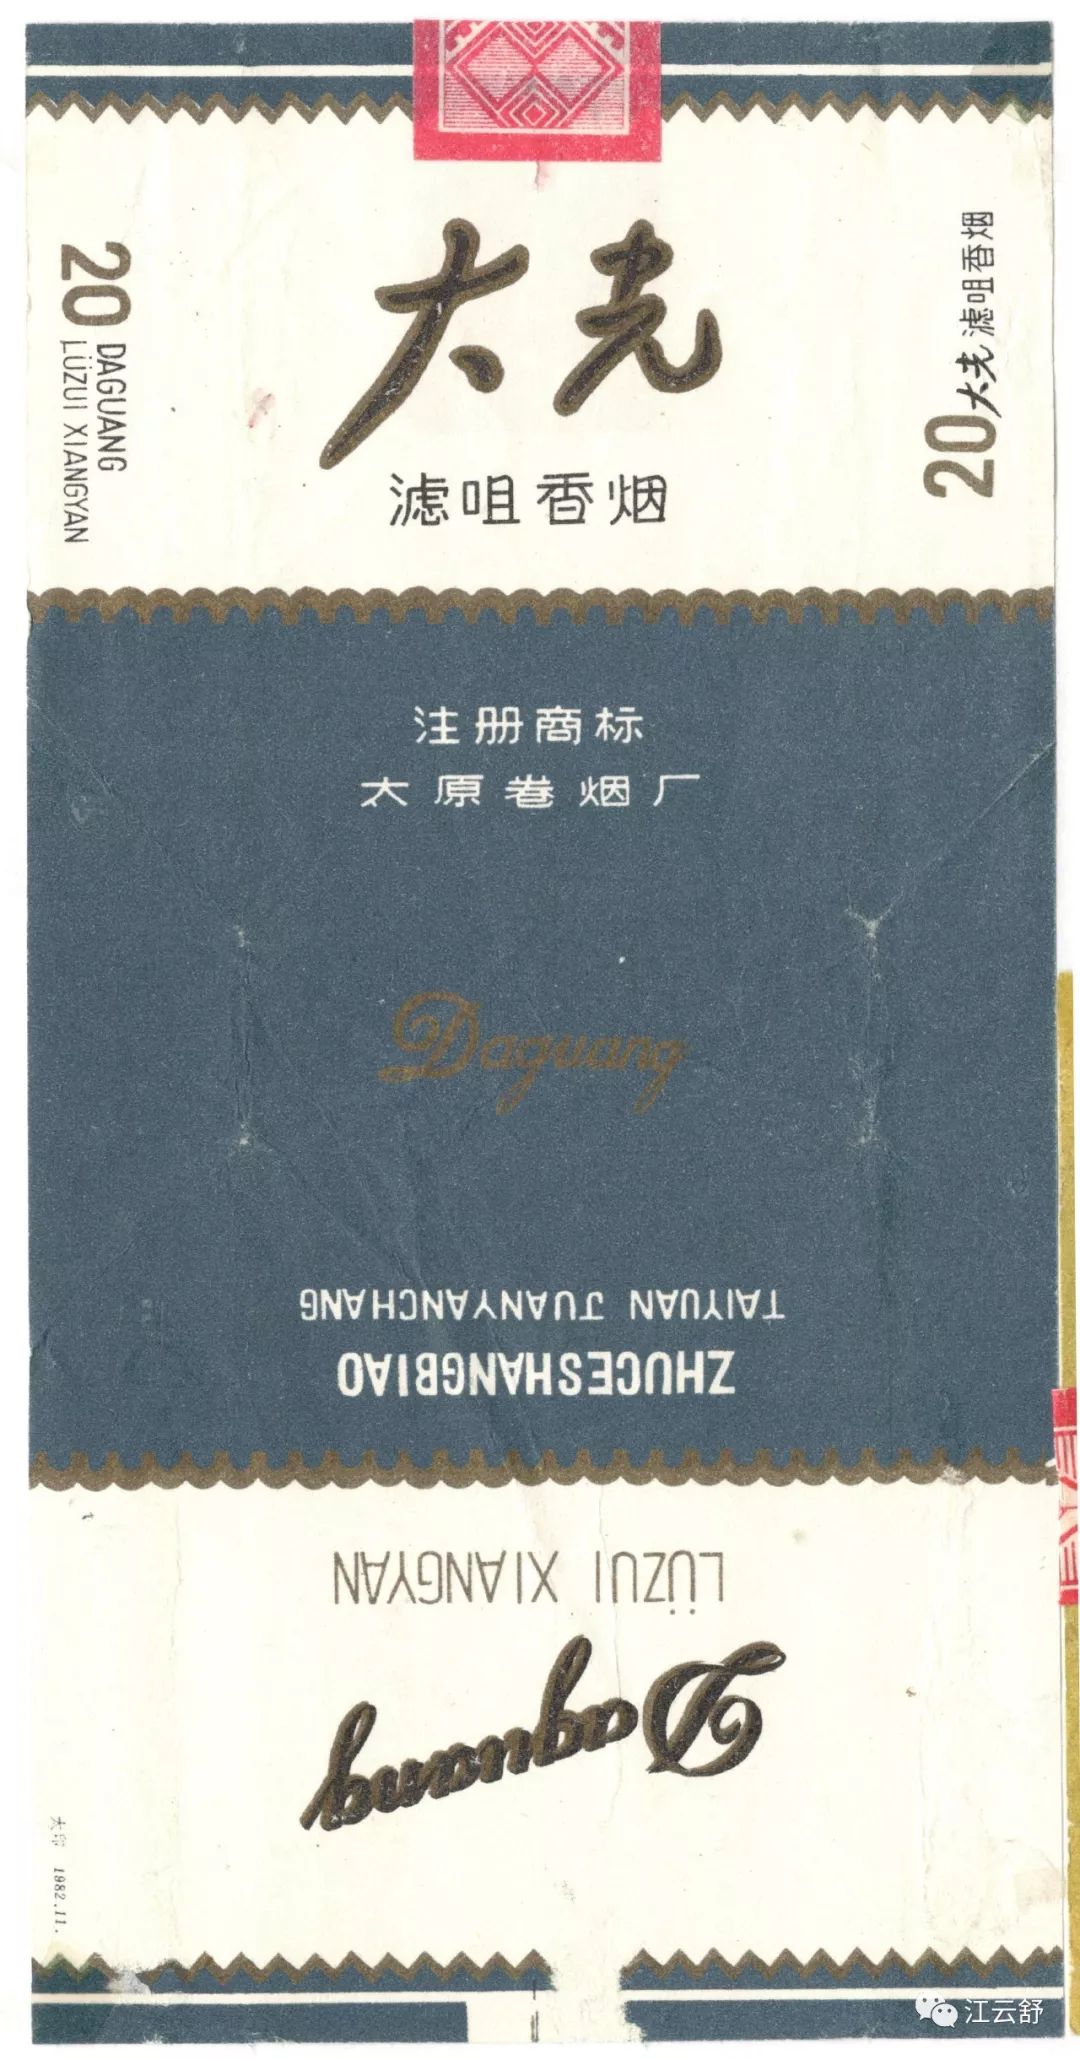 大光
滤咀香烟
20
DAGUANG
LÜZUI XIANGYAN
20大光滤咀香烟
注册商标
太原卷烟厂
Daguang
TAIYUAN JUANYANCHANG
ZHUCESHANGBIAO
LÜZUI XIANGYAN
Daguang
大印 1982.11.
江云舒